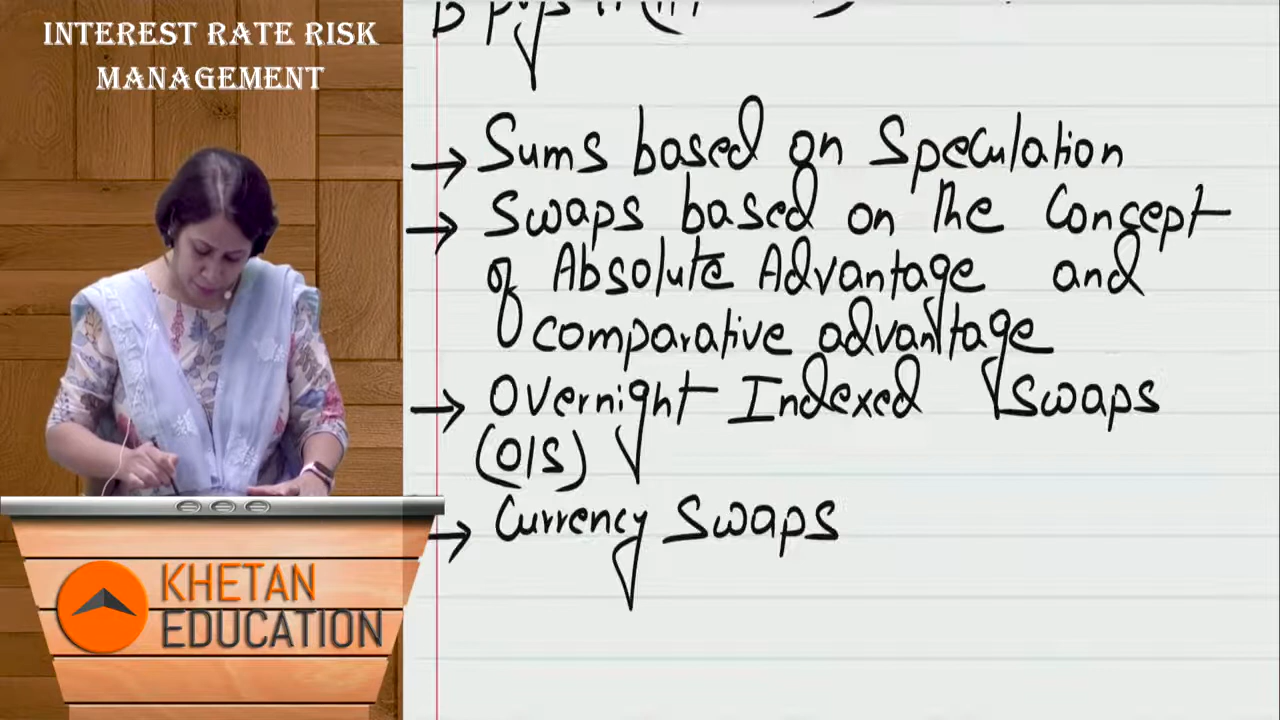 INTEREST RATE RISK
MANAGEMENT
→ Sums based on Speculation
→ Swaps based on the Concept
of Absolute Advantage and
comparative advantage
→ Overnight Indexed Swaps
(OIS)
→ Currency Swaps
KHETAN
EDUCATION